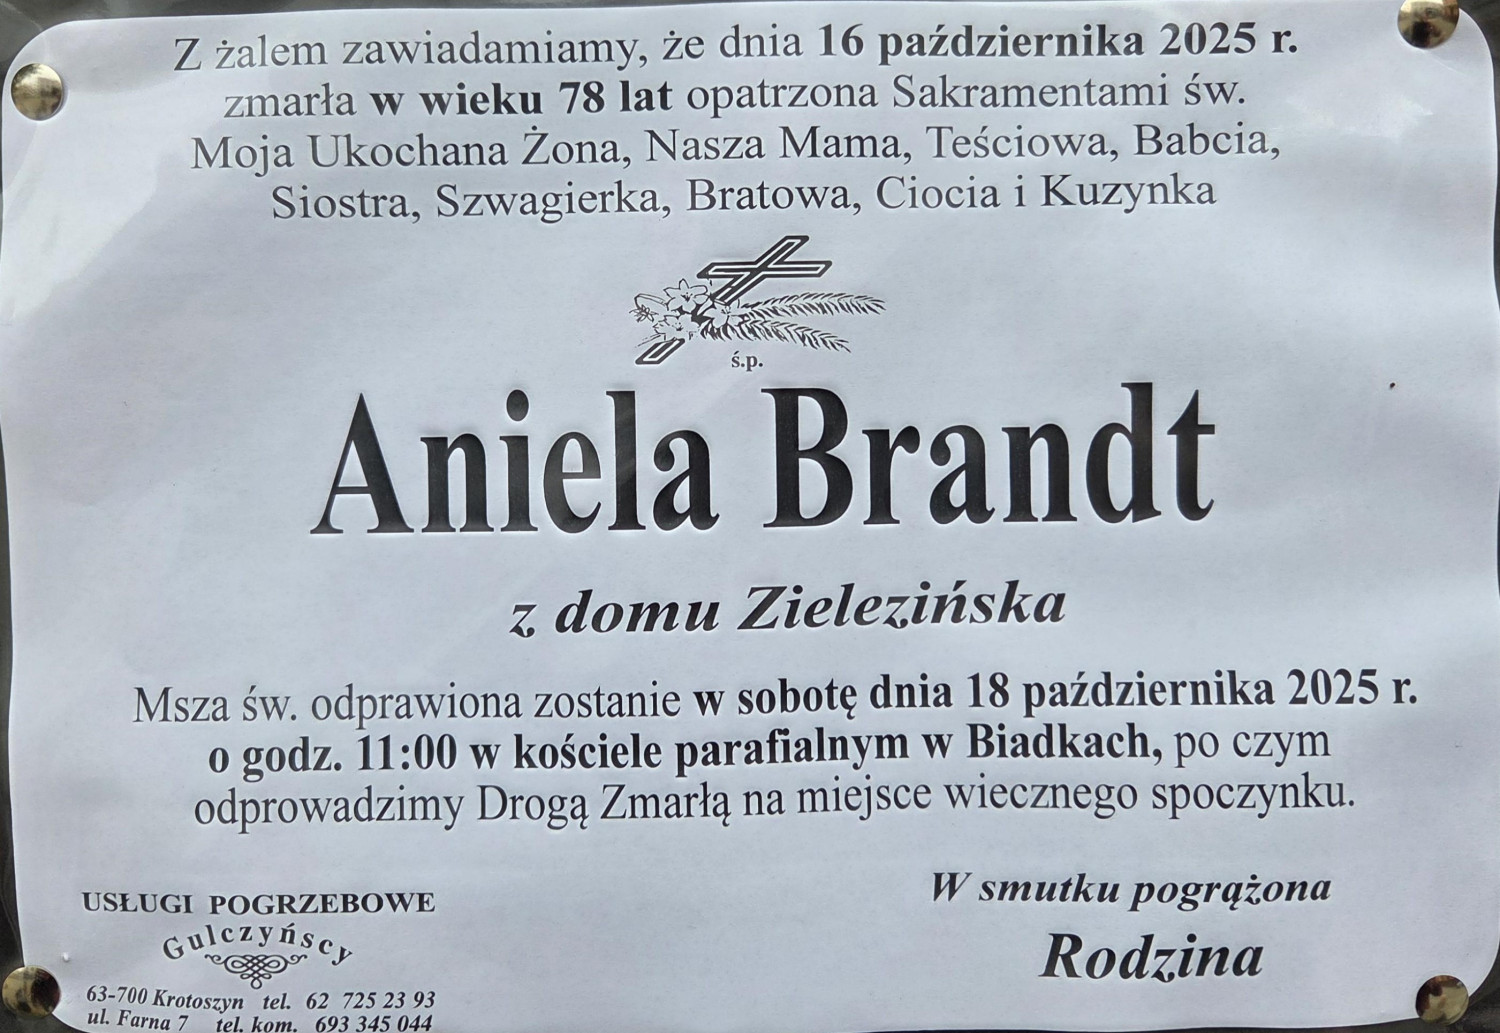 Z żalem zawiadamiamy, że dnia 16 października 2025 r.
zmarła w wieku 78 lat opatrzona Sakramentami św.
Moja Ukochana Żona, Nasza Mama, Teściowa, Babcia,
Siostra, Szwagierka, Bratowa, Ciocia i Kuzynka
ś.p.
Aniela Brandt
z domu Zielezińska
Msza św. odprawiona zostanie w sobotę dnia 18 października 2025 r.
o godz. 11:00 w kościele parafialnym w Biadkach, po czym
odprowadzimy Drogą Zmarłą na miejsce wiecznego spoczynku.
W smutku pogrążona
Rodzina
USŁUGI POGRZEBOWE
Gulczyńscy
63-700 Krotoszyn tel. 62 725 23 93
ul. Farna 7 tel. kom. 693 345 044